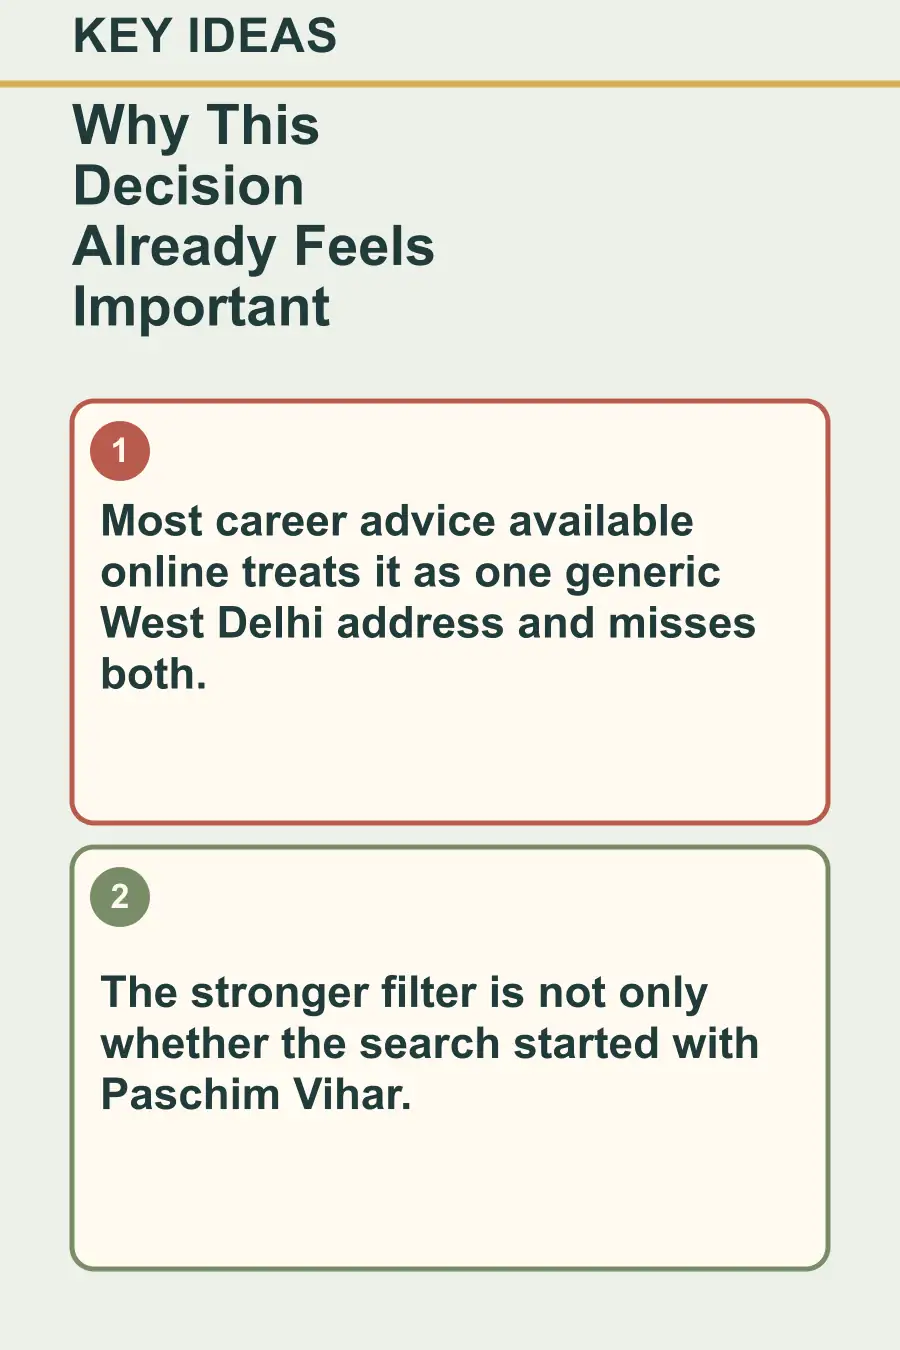 KEY IDEAS
Why This
Decision
Already Feels
Important
1
Most career advice available
online treats it as one generic
West Delhi address and misses
both.
2
The stronger filter is not only
whether the search started with
Paschim Vihar.